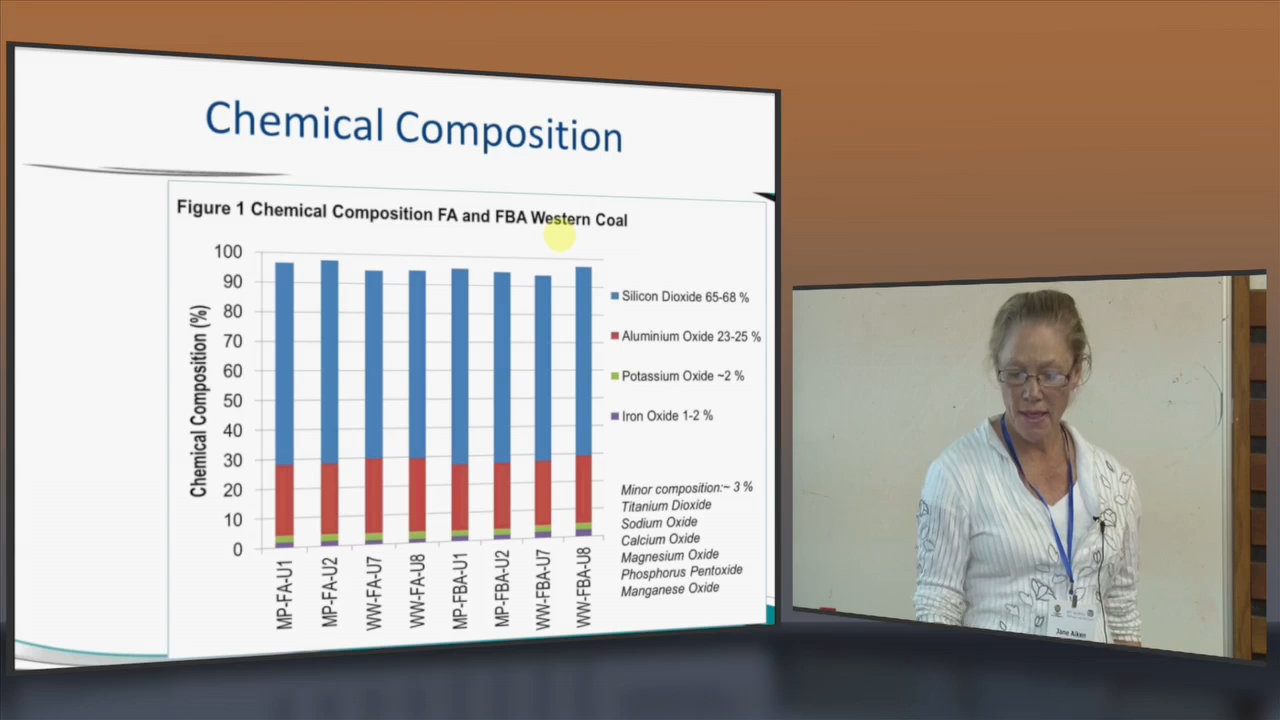 Chemical Composition
Figure 1 Chemical Composition FA and FBA Western Coal
Chemical Composition (%)
100
90
80
70
60
50
40
30
20
10
0
MP-FA-U1
MP-FA-U2
WW-FA-U7
WW-FA-U8
MP-FBA-U1
MP-FBA-U2
WW-FBA-U7
WW-FBA-U8
Silicon Dioxide 65-68 %
Aluminium Oxide 23-25 %
Potassium Oxide ~2 %
Iron Oxide 1-2 %
Minor composition:~ 3 %
Titanium Dioxide
Sodium Oxide
Calcium Oxide
Magnesium Oxide
Phosphorus Pentoxide
Manganese Oxide
Jane Aiken